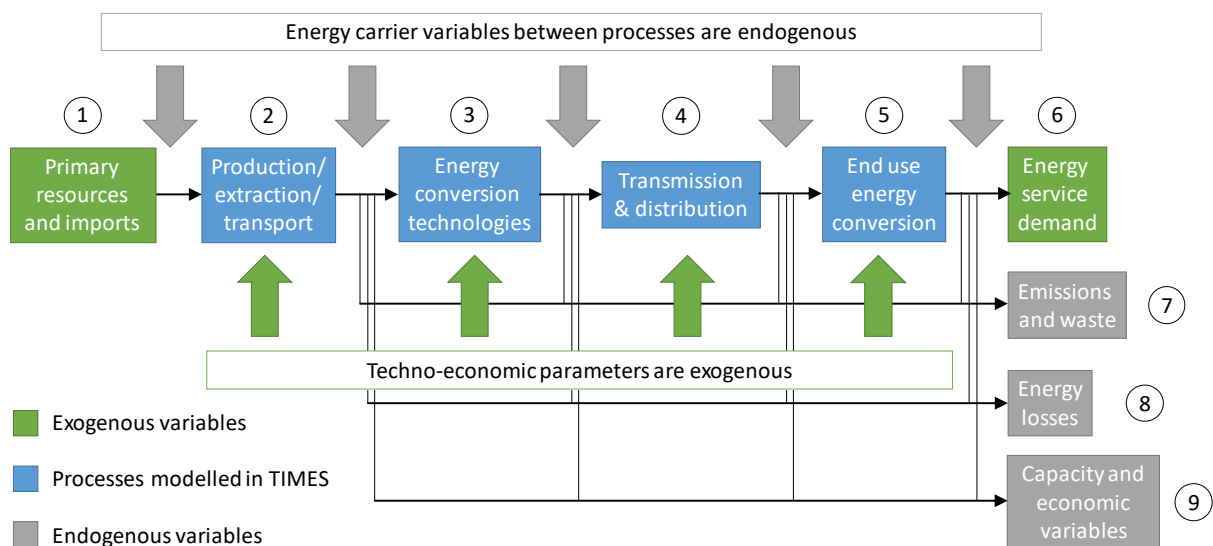 Energy carrier variables between processes are endogenous
1
2
3
4
5
6
Primary
resources
and imports
Production/
extraction/
transport
Energy
conversion
technologies
Transmission
& distribution
End use
energy
conversion
Energy
service
demand
Emissions
and waste
7
Techno-economic parameters are exogenous
Energy
losses
8
Exogenous variables
Processes modelled in TIMES
Capacity and
economic
variables
9
Endogenous variables